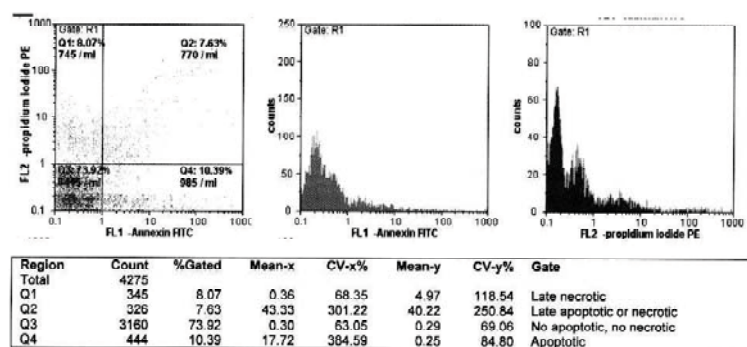 Gate: R1
Q1: 8.07%
745 / ml
Q2: 7.63%
770 / ml
Q3: 73.92%
/ ml
Q4: 10.39%
985 / ml
1000
100
10
1
0.1
FL2 -propidium iodide PE
0.1 1 10 100 1000
FL1 -Annexin FITC
Gate: R1
250
200
150
100
50
0
counts
0.1 1 10 100 1000
FL1 -Annexin FITC
Gate: R1
100
80
60
40
20
0
counts
0.1 1 10 100 1000
FL2 -propidium iodide PE
Region Count %Gated Mean-x CV-x% Mean-y CV-y% Gate
Total 4275
Q1 345 8.07 0.36 68.35 4.97 118.54 Late necrotic
Q2 326 7.63 43.33 301.22 40.22 250.84 Late apoptotic or necrotic
Q3 3160 73.92 0.30 63.05 0.29 69.06 No apoptotic, no necrotic
Q4 444 10.39 17.72 384.59 0.25 84.80 Apoptotic